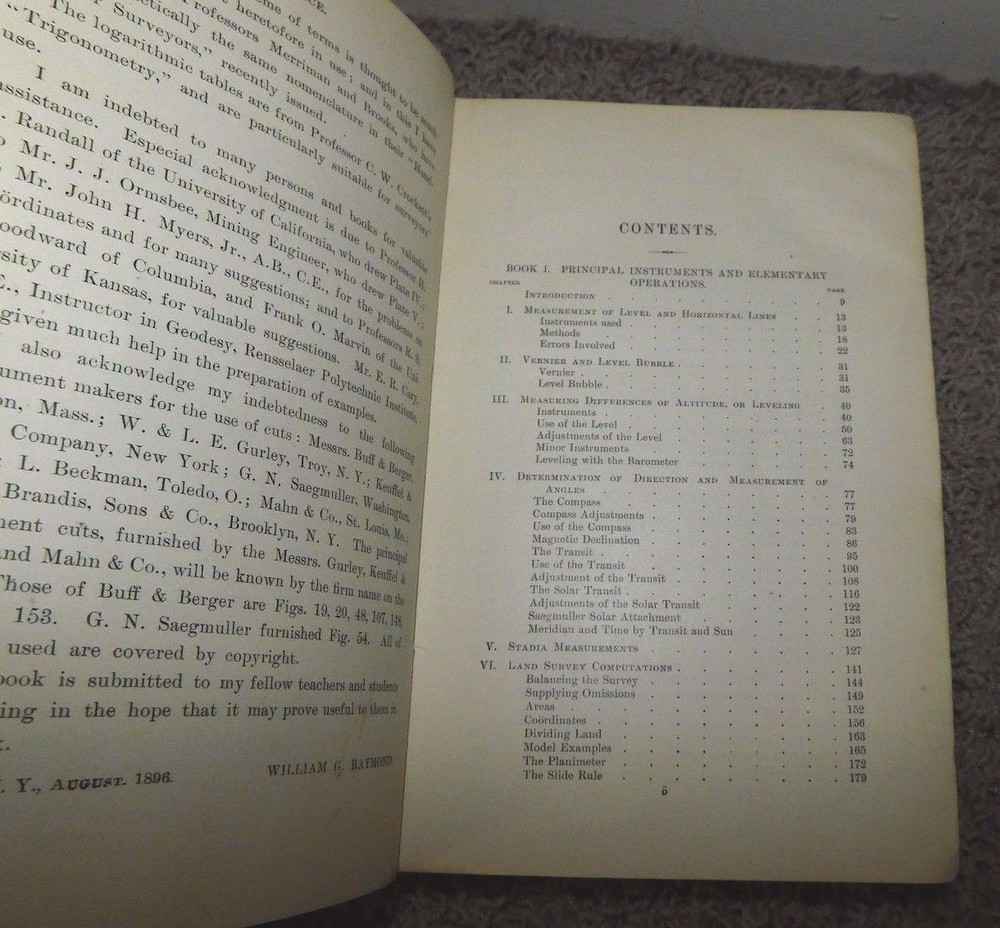 CE.
me of terms is thought to be much
t heretofore in use; and in this I have
Professors Merriman and Brooks, who have
ctically the same nomenclature in their "Hand-
Surveyors," recently issued.
The logarithmic tables are from Professor C. W. Crockett's
"Trigonometry," and are particularly suitable for surveyors'
use.
I am indebted to many persons and books for valuable
assistance. Especial acknowledgment is due to Professor H.
. Randall of the University of California, who drew Plate IV.;
Mr. J. J. Ormsbee, Mining Engineer, who drew Plate V.;
Mr. John H. Myers, Jr., A.B., C.E., for the problems on
ördinates and for many suggestions; and to Professors R. S.
oodward of Columbia, and Frank O. Marvin of the Uni-
rsity of Kansas, for valuable suggestions. Mr. E. R. Cary,
E., Instructor in Geodesy, Rensselaer Polytechnic Institute,
given much help in the preparation of examples.
also acknowledge my indebtedness to the following
ument makers for the use of cuts: Messrs. Buff & Berger,
on, Mass.; W. & L. E. Gurley, Troy, N. Y.; Keuffel &
Company, New York; G. N. Saegmuller, Washington,
L. Beckman, Toledo, O.; Mahn & Co., St. Louis, Mo.;
Brandis, Sons & Co., Brooklyn, N. Y. The principal
ment cuts, furnished by the Messrs. Gurley, Keuffel &
and Mahn & Co., will be known by the firm name on the
Those of Buff & Berger are Figs. 19, 20, 48, 107, 148,
153. G. N. Saegmuller furnished Fig. 54. All of
used are covered by copyright.
book is submitted to my fellow teachers and students
ing in the hope that it may prove useful to them in
k.
WILLIAM G. RAYMOND.
. Y., AUGUST, 1896.
CONTENTS.
BOOK I. PRINCIPAL INSTRUMENTS AND ELEMENTARY
OPERATIONS.
CHAPTER PAGE
INTRODUCTION . . . . . . . . 9
I. MEASUREMENT OF LEVEL AND HORIZONTAL LINES . . 13
Instruments used . . . . . . . . 13
Methods . . . . . . . . 18
Errors Involved . . . . . . . . 22
II. VERNIER AND LEVEL BUBBLE . . . . . . 31
Vernier . . . . . . . . 31
Level Bubble . . . . . . . . 35
III. MEASURING DIFFERENCES OF ALTITUDE, OR LEVELING . 40
Instruments . . . . . . . . 40
Use of the Level . . . . . . . . 50
Adjustments of the Level . . . . . . 63
Minor Instruments . . . . . . . 72
Leveling with the Barometer . . . . . . 74
IV. DETERMINATION OF DIRECTION AND MEASUREMENT OF
ANGLES . . . . . . . . 77
The Compass . . . . . . . . 77
Compass Adjustments . . . . . . . 79
Use of the Compass . . . . . . . 83
Magnetic Declination . . . . . . . 86
The Transit . . . . . . . . 95
Use of the Transit . . . . . . . 100
Adjustment of the Transit . . . . . . 108
The Solar Transit . . . . . . . 116
Adjustments of the Solar Transit . . . . . 122
Saegmuller Solar Attachment . . . . . 123
Meridian and Time by Transit and Sun . . . . 125
V. STADIA MEASUREMENTS . . . . . . . 127
VI. LAND SURVEY COMPUTATIONS . . . . . . 141
Balancing the Survey . . . . . . . 144
Supplying Omissions . . . . . . . 149
Areas . . . . . . . . 152
Coördinates . . . . . . . . 156
Dividing Land . . . . . . . . 163
Model Examples . . . . . . . . 165
The Planimeter . . . . . . . . 172
The Slide Rule . . . . . . . . 179
5